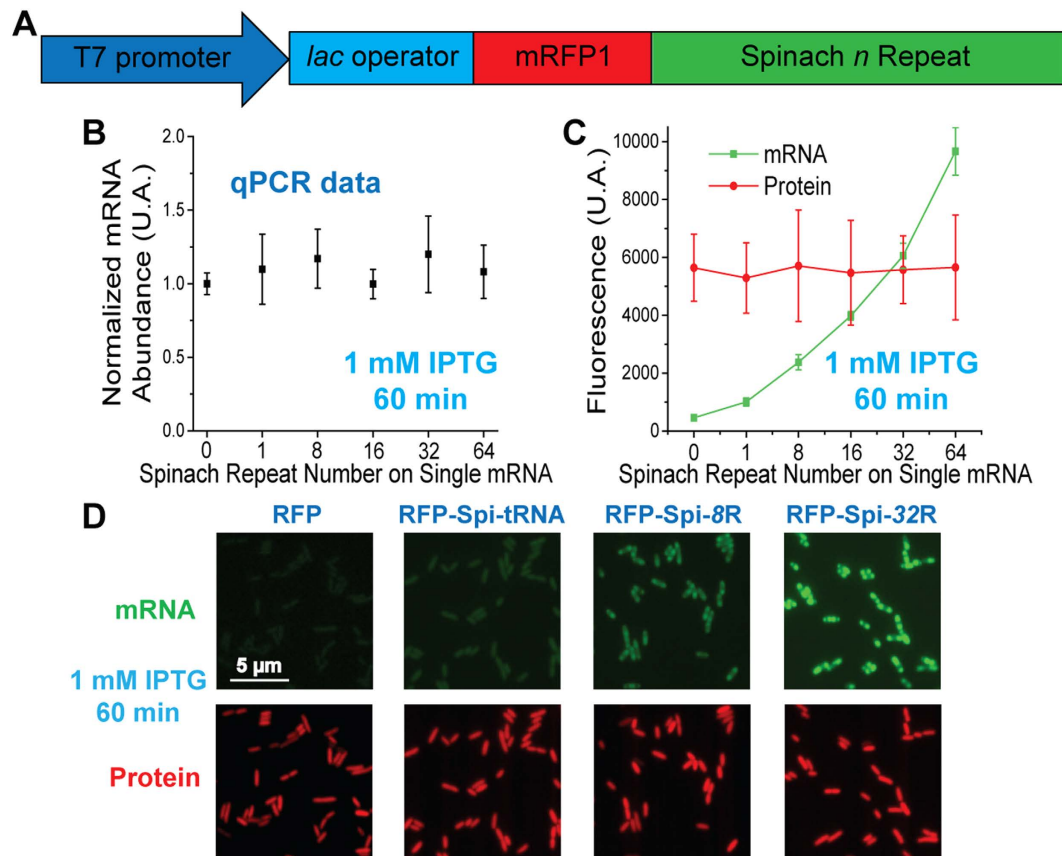 A
T7 promoter
lac operator
mRFP1
Spinach n Repeat
B
Normalized mRNA
Abundance (U.A.)
2.0
1.5
1.0
0.5
0.0
qPCR data
1 mM IPTG
60 min
0 1 8 16 32 64
Spinach Repeat Number on Single mRNA
C
Fluorescence (U.A.)
10000
8000
6000
4000
2000
0
mRNA
Protein
1 mM IPTG
60 min
0 1 8 16 32 64
Spinach Repeat Number on Single mRNA
D
RFP
RFP-Spi-tRNA
RFP-Spi-8R
RFP-Spi-32R
mRNA
5 µm
1 mM IPTG
60 min
Protein